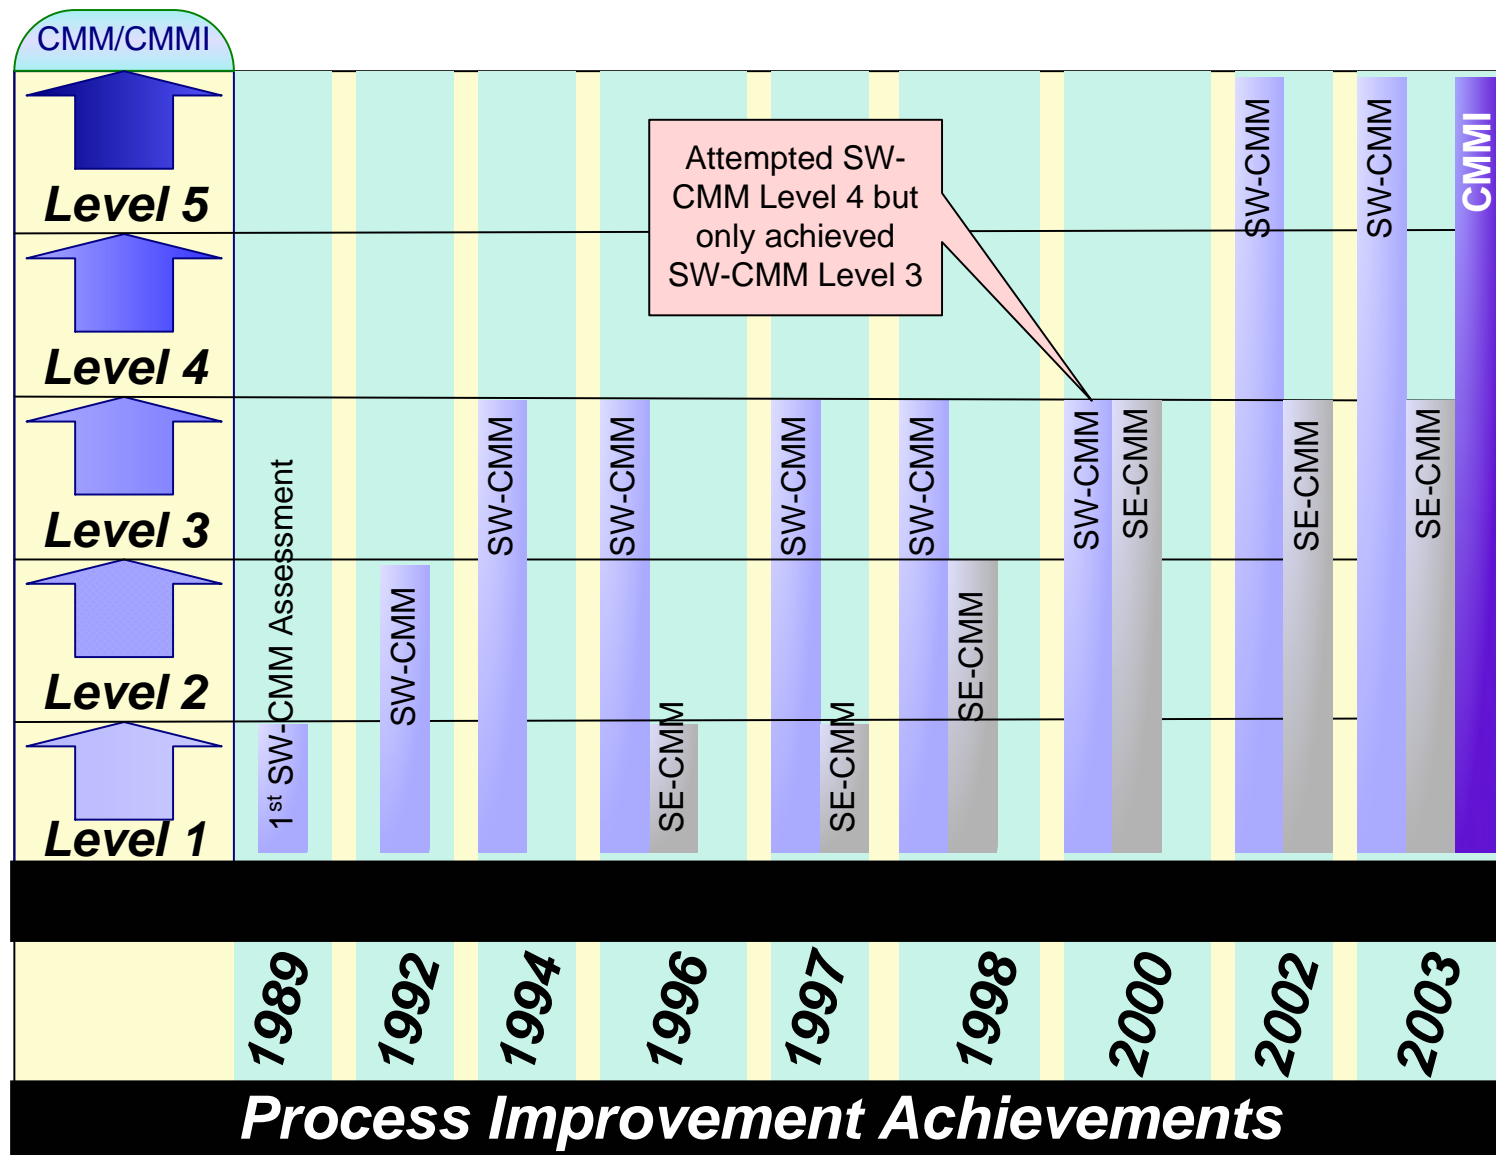 CMM/CMMI
Level 5
Level 4
Level 3
Level 2
Level 1
Attempted SW-
CMM Level 4 but
only achieved
SW-CMM Level 3
1st SW-CMM Assessment
SW-CMM
SW-CMM
SW-CMM
SE-CMM
SW-CMM
SE-CMM
SW-CMM
SE-CMM
SW-CMM
SE-CMM
SW-CMM
SE-CMM
SW-CMM
SE-CMM
CMMI
1989
1992
1994
1996
1997
1998
2000
2002
2003
Process Improvement Achievements